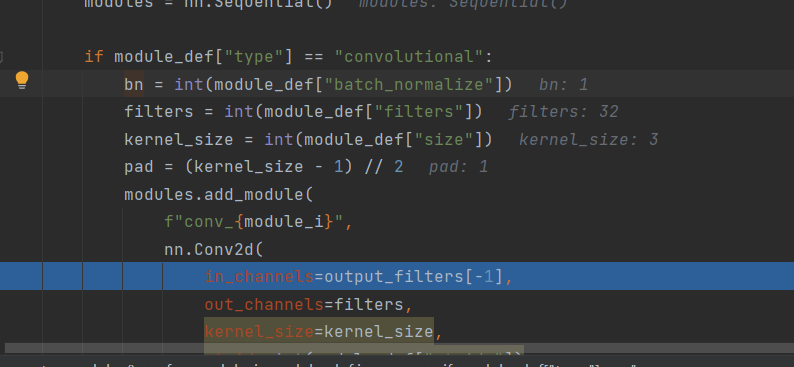 modules = nn.Sequential()   modules: Sequential()
if module_def["type"] == "convolutional":
bn = int(module_def["batch_normalize"])   bn: 1
filters = int(module_def["filters"])   filters: 32
kernel_size = int(module_def["size"])   kernel_size: 3
pad = (kernel_size - 1) // 2   pad: 1
modules.add_module(
f"conv_{module_i}",
nn.Conv2d(
in_channels=output_filters[-1],
out_channels=filters,
kernel_size=kernel_size,